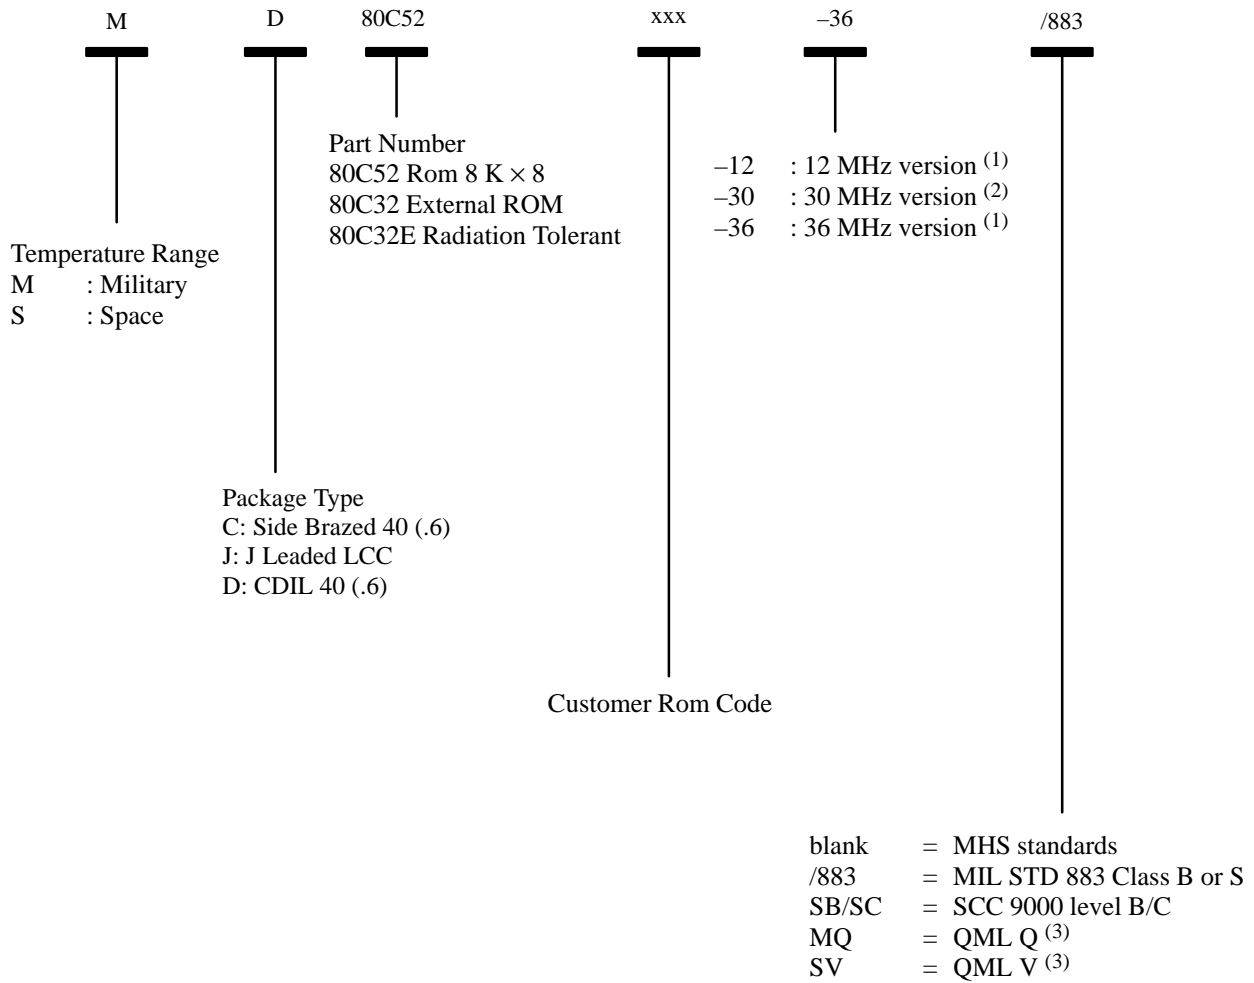 M D 80C52 xxx –36 /883
Part Number
80C52 Rom 8 K × 8
80C32 External ROM
80C32E Radiation Tolerant
–12 : 12 MHz version (1)
–30 : 30 MHz version (2)
–36 : 36 MHz version (1)
Temperature Range
M : Military
S : Space
Package Type
C: Side Brazed 40 (.6)
J: J Leaded LCC
D: CDIL 40 (.6)
Customer Rom Code
blank = MHS standards
/883 = MIL STD 883 Class B or S
SB/SC = SCC 9000 level B/C
MQ = QML Q (3)
SV = QML V (3)